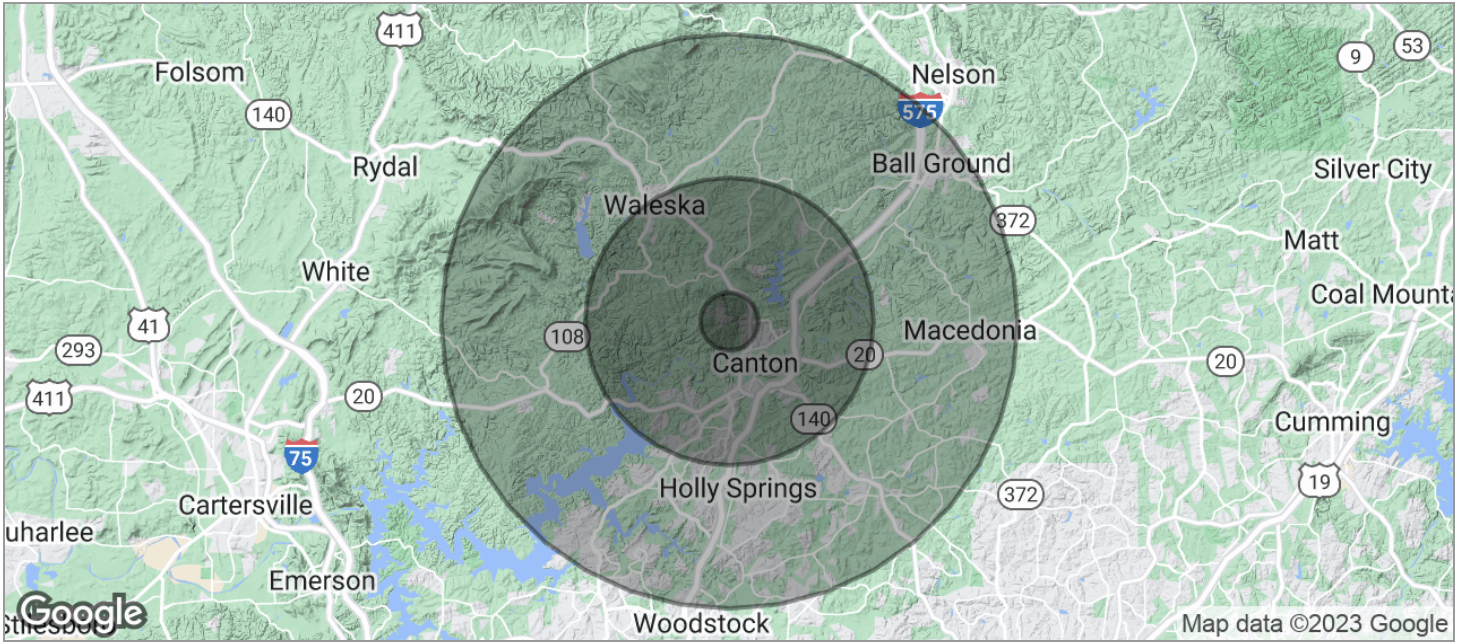 411
53
9
Folsom
Nelson
575
140
Rydal
Ball Ground
Silver City
Waleska
372
Matt
White
Coal Mounta
41
108
Macedonia
293
20
20
Canton
411
20
140
Cumming
75
19
Holly Springs
372
Cartersville
uharlee
Emerson
Google
Woodstock
Map data ©2023 Google